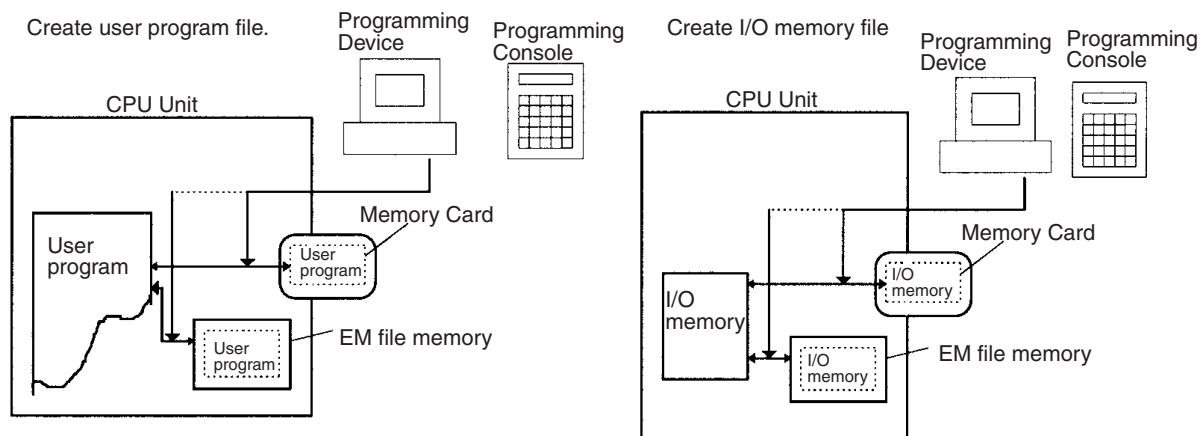 Create user program file.
Programming
Device
Programming
Console
CPU Unit
User
program
Memory Card
User
program
EM file memory
User
program
Create I/O memory file
Programming
Device
Programming
Console
CPU Unit
Memory Card
I/O
memory
I/O
memory
EM file memory
I/O
memory